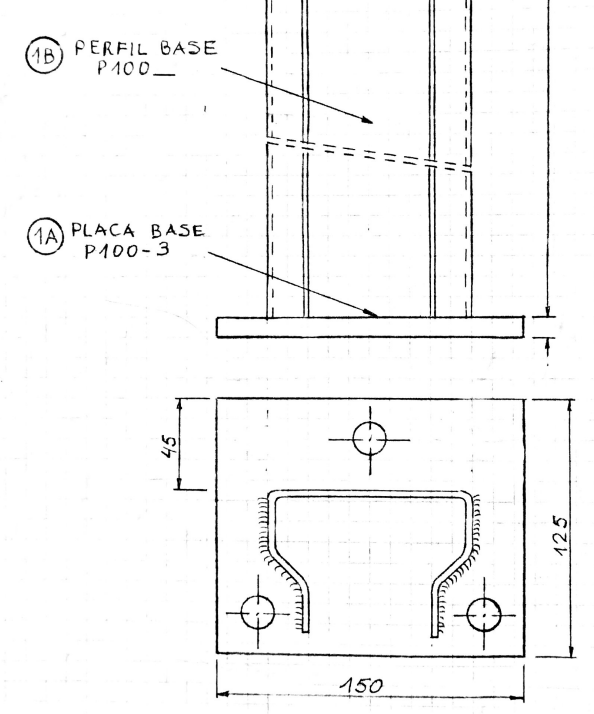 1B PERFIL BASE
P100_
1A PLACA BASE
P100-3
45
125
150